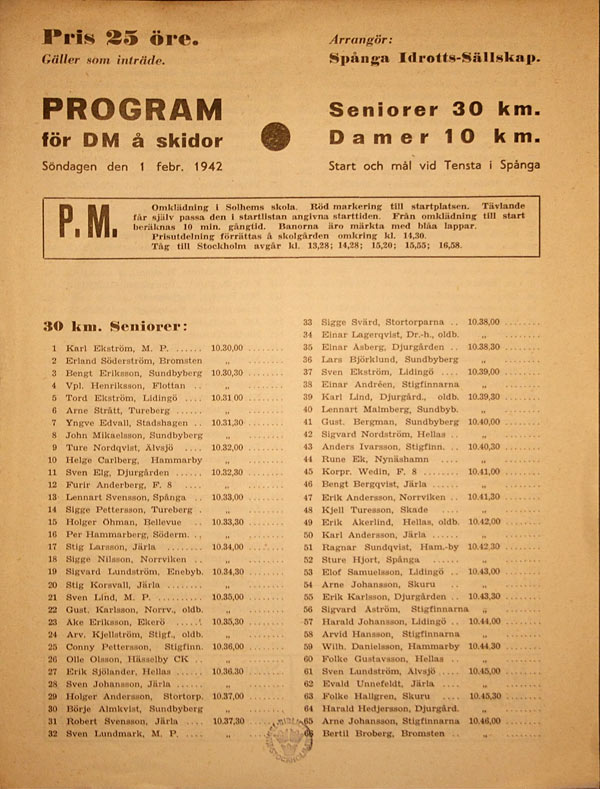 Pris 25 öre.
Gäller som inträde.
Arrangör:
Spånga Idrotts-Sällskap.
PROGRAM
för DM å skidor
Söndagen den 1 febr. 1942
Seniorer 30 km.
Damer 10 km.
Start och mål vid Tensta i Spånga
P.M.
Omklädning i Solhems skola. Röd markering till startplatsen. Tävlande
får själv passa den i startlistan angivna starttiden. Från omklädning till start
beräknas 10 min. gångtid. Banorna äro märkta med blåa lappar.
Prisutdelning förrättas å skolgården omkring kl. 14,30.
Tåg till Stockholm avgår kl. 13,28; 14,28; 15,20; 15,55; 16,58.
30 km. Seniorer:
1 Karl Ekström, M. P. ...... 10.30,00 ........
2 Erland Söderström, Bromsten „ ........
3 Bengt Eriksson, Sundbyberg 10.30,30 ........
4 Vpl. Henriksson, Flottan .. „ ........
5 Tord Ekström, Lidingö .... 10.31 00 ........
6 Arne Strått, Tureberg ...... „ ........
7 Yngve Edvall, Stadshagen .. 10.31,30 ........
8 John Mikaelsson, Sundbyberg „ ........
9 Ture Nordqvist, Älvsjö .... 10.32,00 ........
10 Helge Carlberg, Hammarby „ ........
11 Sven Elg, Djurgården ...... 10.32,30 ........
12 Furir Anderberg, F. 8 .... „ ........
13 Lennart Svensson, Spånga .. 10.33,00 ........
14 Sigge Pettersson, Tureberg . „ ........
15 Holger Öhman, Bellevue .. 10.33,30 ........
16 Per Hammarberg, Söderm. .. „ ........
17 Stig Larsson, Järla ........ 10.34,00 ........
18 Sigge Nilsson, Norrviken .. „ ........
19 Sigvard Lundström, Enebyb. 10.34,30 ........
20 Stig Korsvall, Järla ....... „ ........
21 Sven Lind, M. P. .......... 10.35,00 ........
22 Gust. Karlsson, Norrv., oldb. „ ........
23 Åke Eriksson, Ekerö ..... 10.35,30 ........
24 Arv. Kjellström, Stigf., oldb. „ ........
25 Conny Pettersson, Stigfinn. 10.36,00 ........
26 Olle Olsson, Hässelby CK .. „ ........
27 Erik Sjölander, Hellas ..... 10.36,30 ........
28 Sven Johansson, Järla ..... „ ........
29 Holger Andersson, Stortorp. 10.37,00 ........
30 Börje Almkvist, Sundbyberg „ ........
31 Robert Svensson, Järla .... 10.37,30 ........
32 Sven Lundmark, M. P. .... „ ........
33 Sigge Svärd, Stortorparna .. 10.38,00 ........
34 Einar Lagerqvist, Dr.-h., oldb. „ ........
35 Einar Åsberg, Djurgården .. 10.38,30 ........
36 Lars Björklund, Sundbyberg „ ........
37 Sven Ekström, Lidingö .... 10.39,00 ........
38 Einar Andréen, Stigfinnarna „ ........
39 Karl Lind, Djurgård., oldb. 10.39,30 ........
40 Lennart Malmberg, Sundbyb. „ ........
41 Gust. Bergman, Sundbyberg 10.40,00 ........
42 Sigvard Nordström, Hellas .. „ ........
43 Anders Ivarsson, Stigfinn. .. 10.40,30 ........
44 Rune Ek, Nynäshamn .... „ ........
45 Korpr. Wedin, F. 8 ....... 10.41,00 ........
46 Bengt Bergqvist, Järla ...... „ ........
47 Erik Andersson, Norrviken .. 10.41,30 ........
48 Kjell Turesson, Skade .... „ ........
49 Erik Åkerlind, Hellas, oldb. 10.42,00 ........
50 Karl Andersson, Järla ...... „ ........
51 Ragnar Sundqvist, Ham.-by 10.42,30 ........
52 Sture Hjort, Spånga ...... „ ........
53 Elof Samuelsson, Lidingö .. 10.43,00 ........
54 Arne Johansson, Skuru .... „ ........
55 Erik Karlsson, Djurgården .. 10.43,30 ........
56 Sigvard Åström, Stigfinnarna „ ........
57 Harald Johansson, Lidingö .. 10.44,00 ........
58 Arvid Hansson, Stigfinnarna „ ........
59 Wilh. Danielsson, Hammarby 10.44,30 ........
60 Folke Gustavsson, Hellas .. „ ........
61 Sven Lundström, Älvsjö .... 10.45,00 ........
62 Evald Unnefeldt, Järla .... „ ........
63 Folke Hallgren, Skuru .... 10.45,30 ........
64 Harald Hedjersson, Djurgård. „ ........
65 Arne Johansson, Stigfinnarna 10.46,00 ........
66 Bertil Broberg, Bromsten .. „ ........